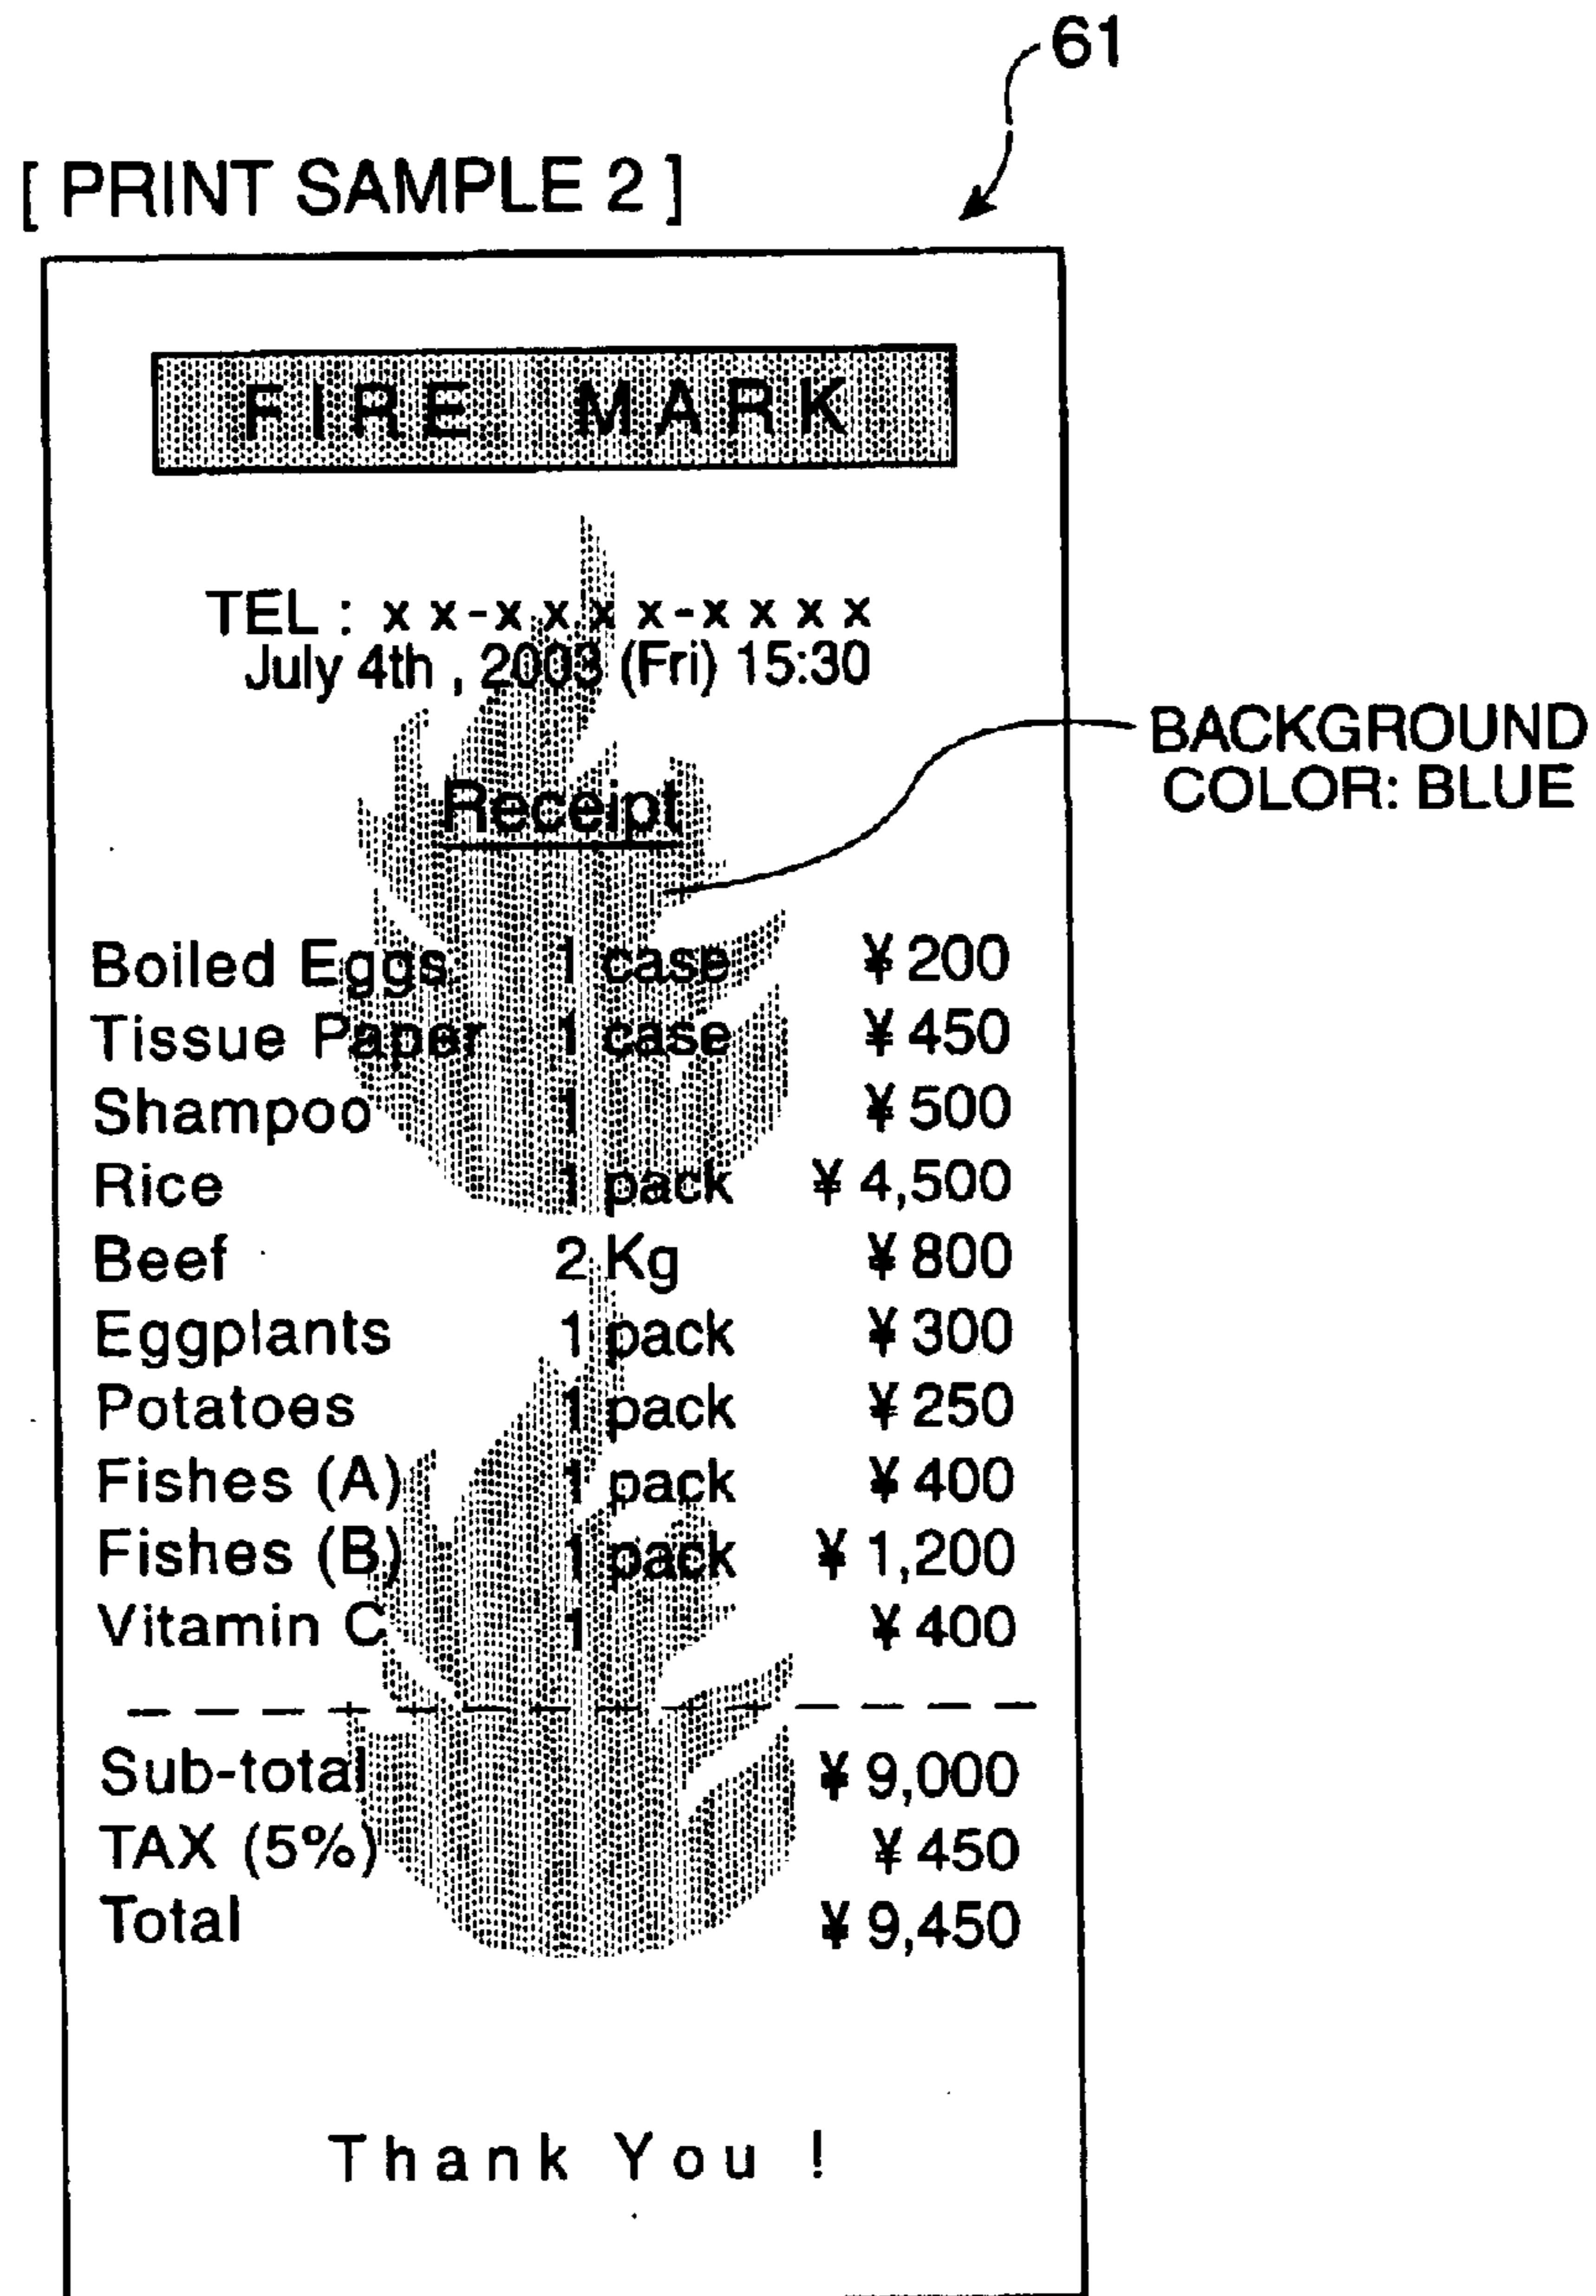 61
[ PRINT SAMPLE 2 ]
FIRE MARK
TEL : x x - x x x x - x x x x
July 4th , 2003 (Fri) 15:30
BACKGROUND
COLOR: BLUE
Receipt
Boiled Eggs 1 case ¥ 200
Tissue Paper 1 case ¥ 450
Shampoo 1 ¥ 500
Rice 1 pack ¥ 4,500
Beef 2 Kg ¥ 800
Eggplants 1 pack ¥ 300
Potatoes 1 pack ¥ 250
Fishes (A) 1 pack ¥ 400
Fishes (B) 1 pack ¥ 1,200
Vitamin C 1 ¥ 400
Sub-total ¥ 9,000
TAX (5%) ¥ 450
Total ¥ 9,450
Thank You !